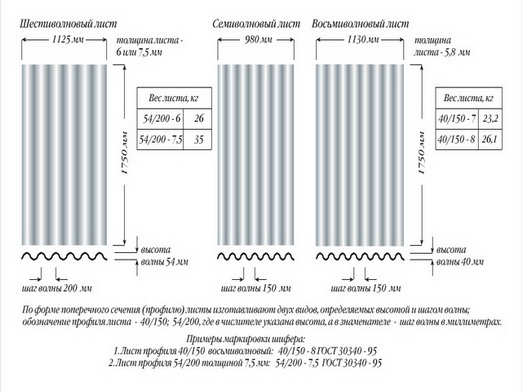 Шестиволновый лист
1125 мм
толщина листа -
6 или 7,5 мм
Вес листа, кг
54/200 - 6 26
54/200 - 7,5 35
1750 мм
высота
волны 54 мм
шаг волны 200 мм
Семиволновый лист
980 мм
шаг волны 150 мм
Восьмиволновый лист
1130 мм
толщина
листа - 5,8 мм
Вес листа, кг
40/150 - 7 23,2
40/150 - 8 26,1
1750 мм
высота
волны 40 мм
шаг волны 150 мм
По форме поперечного сечения (профилю) листы изготавливают двух видов, определяемых высотой и шагом волны;
обозначение профиля листа - 40/150; 54/200, где в числителе указана высота, а в знаменателе - шаг волны в миллиметрах.
Примеры маркировки шифера:
1.Лист профиля 40/150 восьмиволновый: 40/150 - 8 ГОСТ 30340 - 95
2.Лист профиля 54/200 толщиной 7,5 мм: 54/200 - 7,5 ГОСТ 30340 - 95